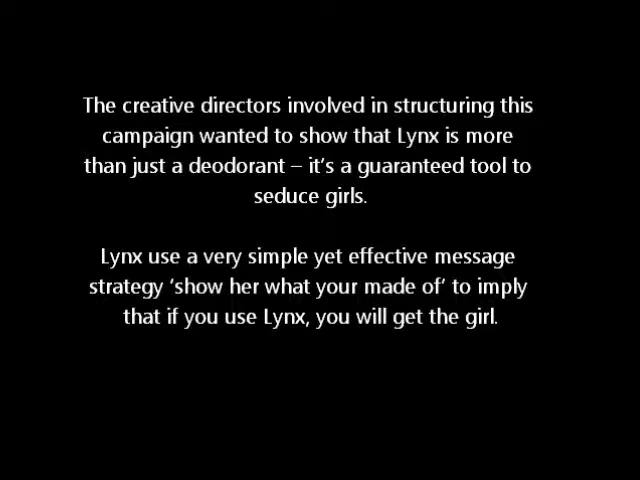 The creative directors involved in structuring this
campaign wanted to show that Lynx is more
than just a deodorant – it's a guaranteed tool to
seduce girls.
Lynx use a very simple yet effective message
strategy ‘show her what your made of’ to imply
that if you use Lynx, you will get the girl.